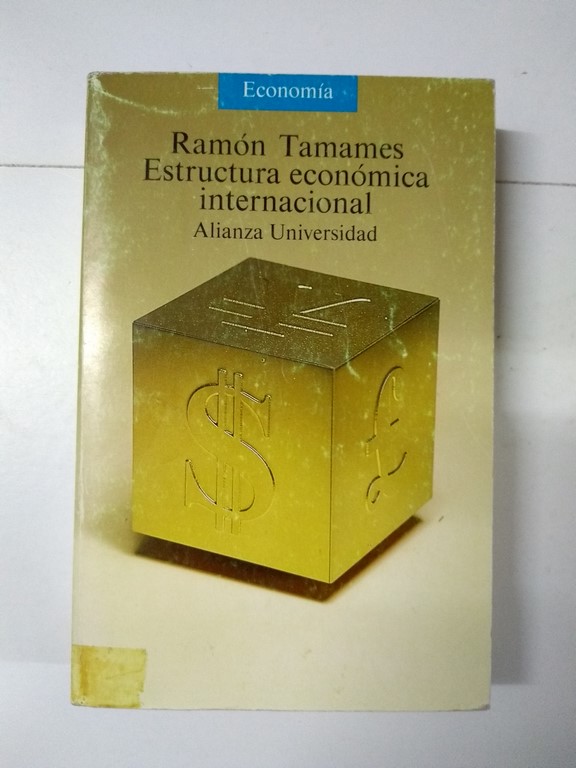 Economía
Ramón Tamames
Estructura económica
internacional
Alianza Universidad
$
£